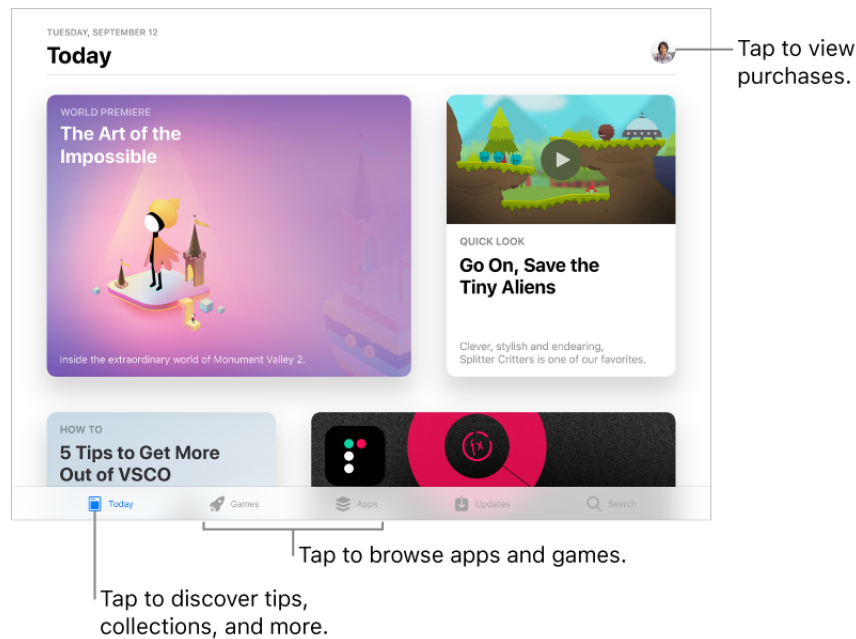 TUESDAY, SEPTEMBER 12
Today
Tap to view
purchases.
WORLD PREMIERE
The Art of the
Impossible
Inside the extraordinary world of Monument Valley 2.
QUICK LOOK
Go On, Save the
Tiny Aliens
Clever, stylish and endearing,
Splitter Critters is one of our favorites.
HOW TO
5 Tips to Get More
Out of VSCO
fx
Today
Games
Apps
Updates
Search
Tap to browse apps and games.
Tap to discover tips,
collections, and more.